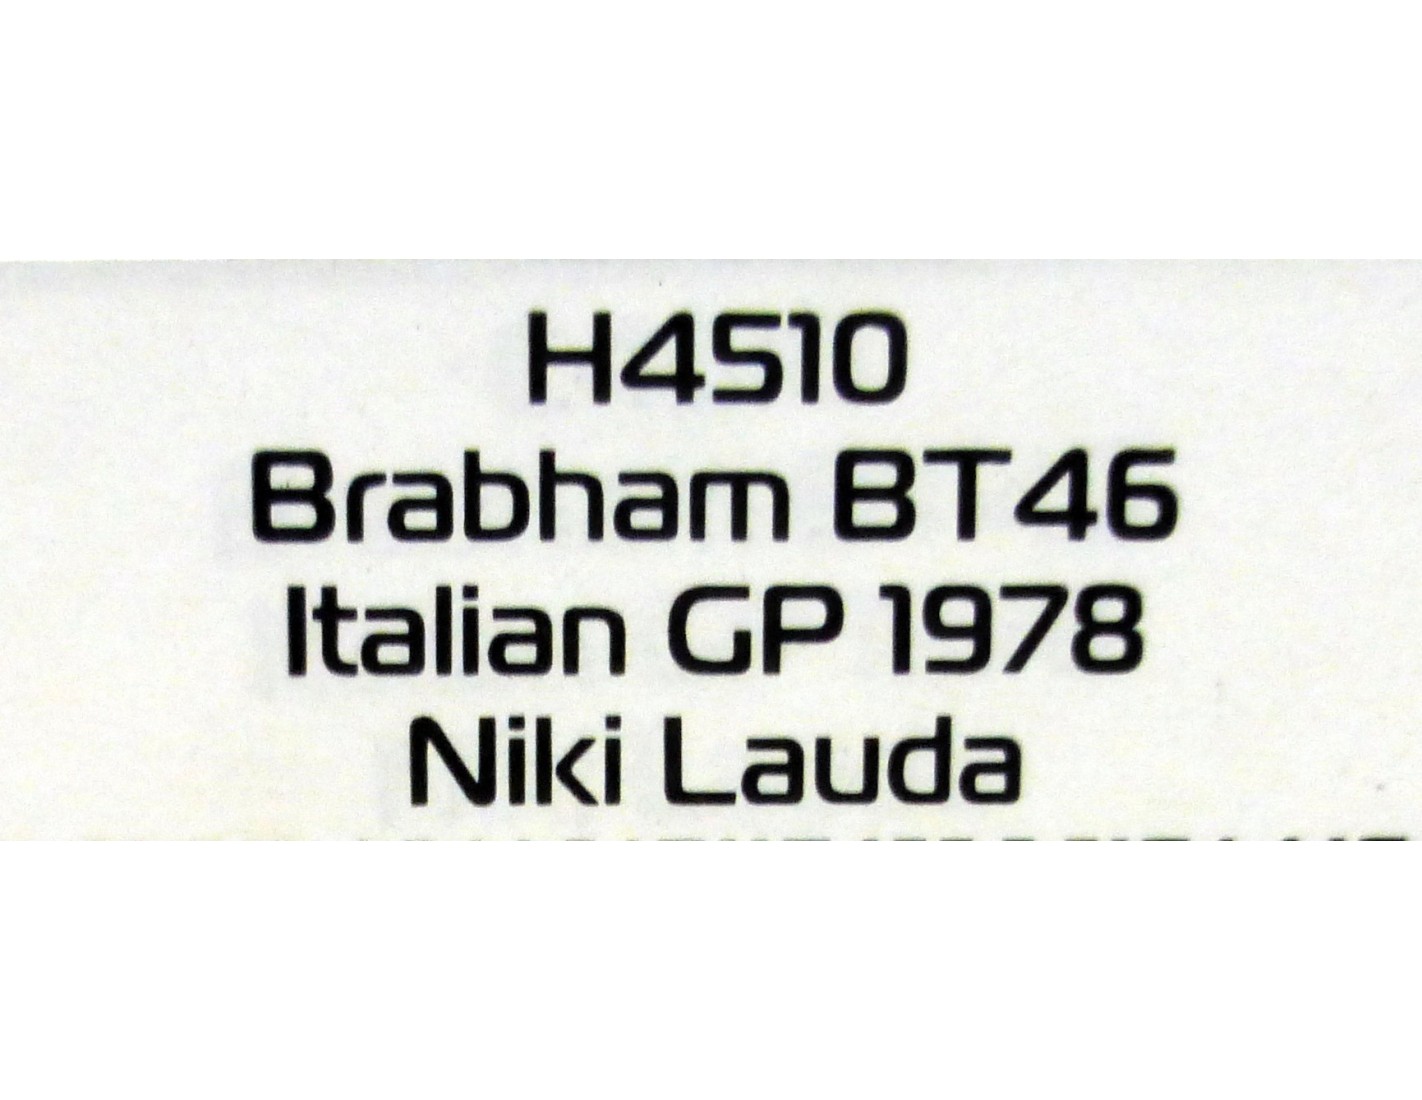 H4510
Brabham BT46
Italian GP 1978
Niki Lauda